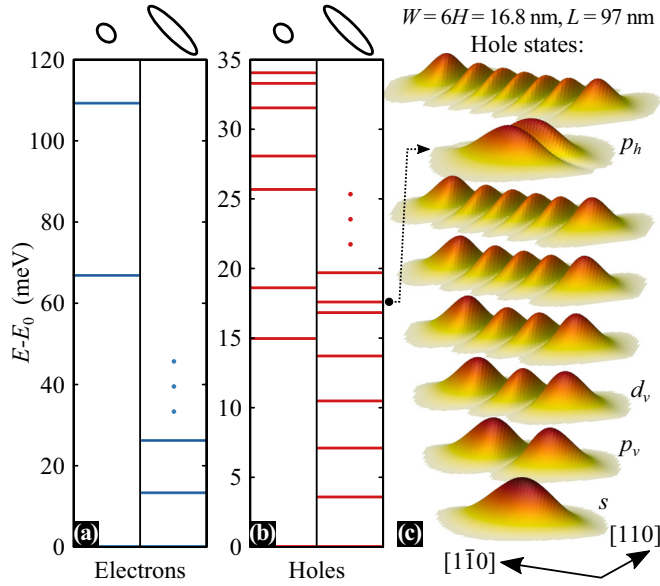 W = 6H = 16.8 nm, L = 97 nm
Hole states:
E-E₀ (meV)
120
100
80
60
40
20
0
(a)
Electrons
35
30
25
20
15
10
5
0
(b)
Holes
(c)
pₕ
dᵥ
pᵥ
s
[11̄0]
[110]